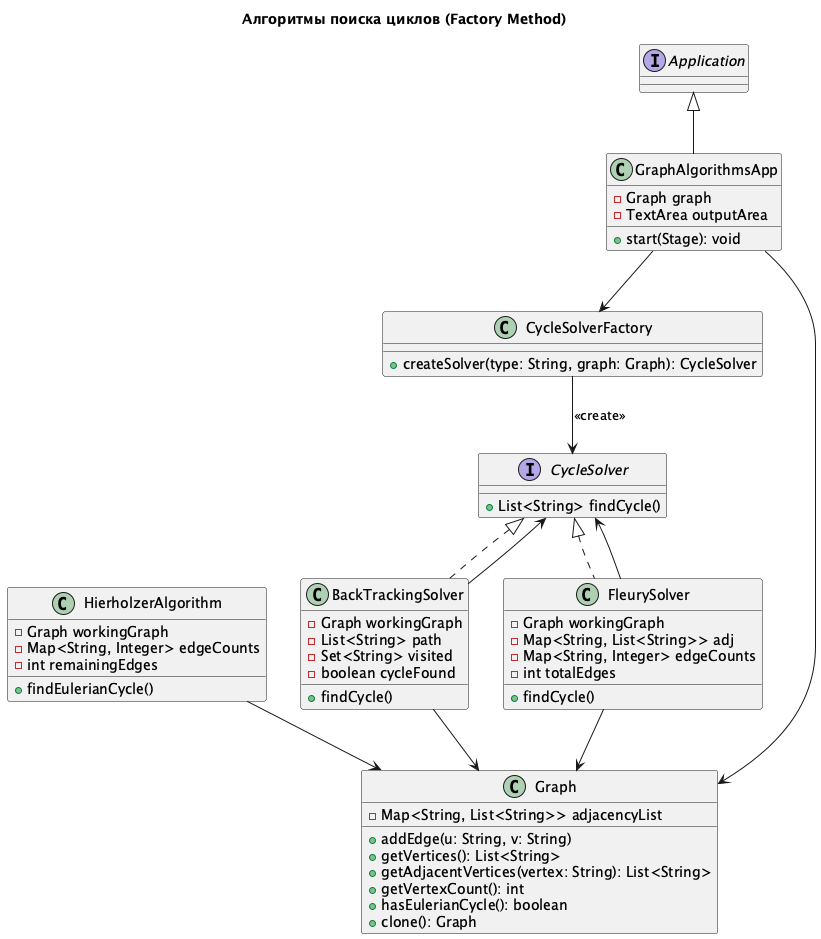 Алгоритмы поиска циклов (Factory Method)
I Application
C GraphAlgorithmsApp
Graph graph
TextArea outputArea
start(Stage): void
C CycleSolverFactory
createSolver(type: String, graph: Graph): CycleSolver
«create»
I CycleSolver
List<String> findCycle()
C HierholzerAlgorithm
Graph workingGraph
Map<String, Integer> edgeCounts
int remainingEdges
findEulerianCycle()
C BackTrackingSolver
Graph workingGraph
List<String> path
Set<String> visited
boolean cycleFound
findCycle()
C FleurySolver
Graph workingGraph
Map<String, List<String>> adj
Map<String, Integer> edgeCounts
int totalEdges
findCycle()
C Graph
Map<String, List<String>> adjacencyList
addEdge(u: String, v: String)
getVertices(): List<String>
getAdjacentVertices(vertex: String): List<String>
getVertexCount(): int
hasEulerianCycle(): boolean
clone(): Graph